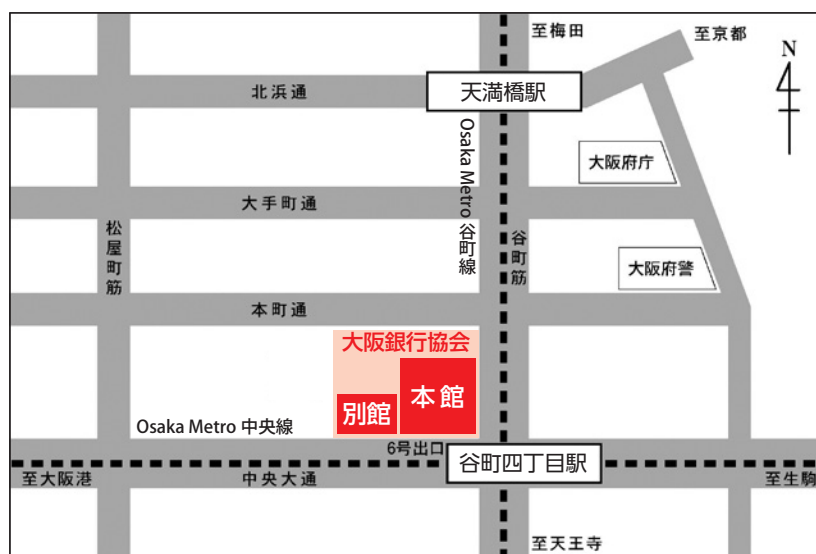 至梅田
至京都
N
北浜通
天満橋駅
Osaka Metro 谷町線
大阪府庁
大手町通
松屋町筋
谷町筋
大阪府警
本町通
大阪銀行協会
本館
別館
Osaka Metro 中央線
6号出口
谷町四丁目駅
至大阪港
中央大通
至生駒
至天王寺